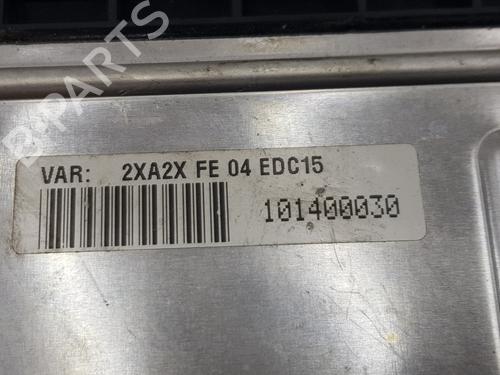 VAR: 2XA2X FE 04 EDC15
101400030
B-PARTS